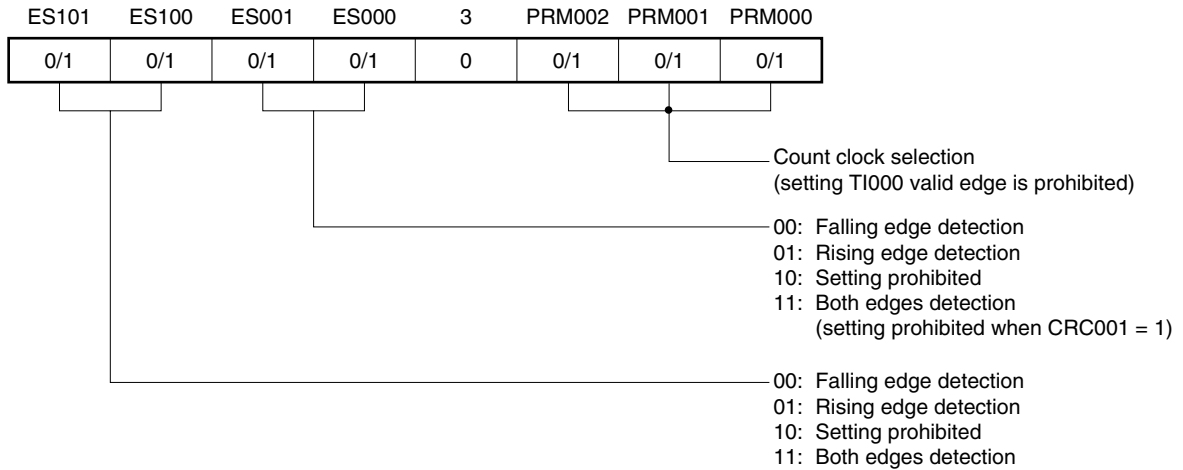 ES101 ES100 ES001 ES000 3 PRM002 PRM001 PRM000
0/1 0/1 0/1 0/1 0 0/1 0/1 0/1
Count clock selection
(setting TI000 valid edge is prohibited)
00: Falling edge detection
01: Rising edge detection
10: Setting prohibited
11: Both edges detection
(setting prohibited when CRC001 = 1)
00: Falling edge detection
01: Rising edge detection
10: Setting prohibited
11: Both edges detection